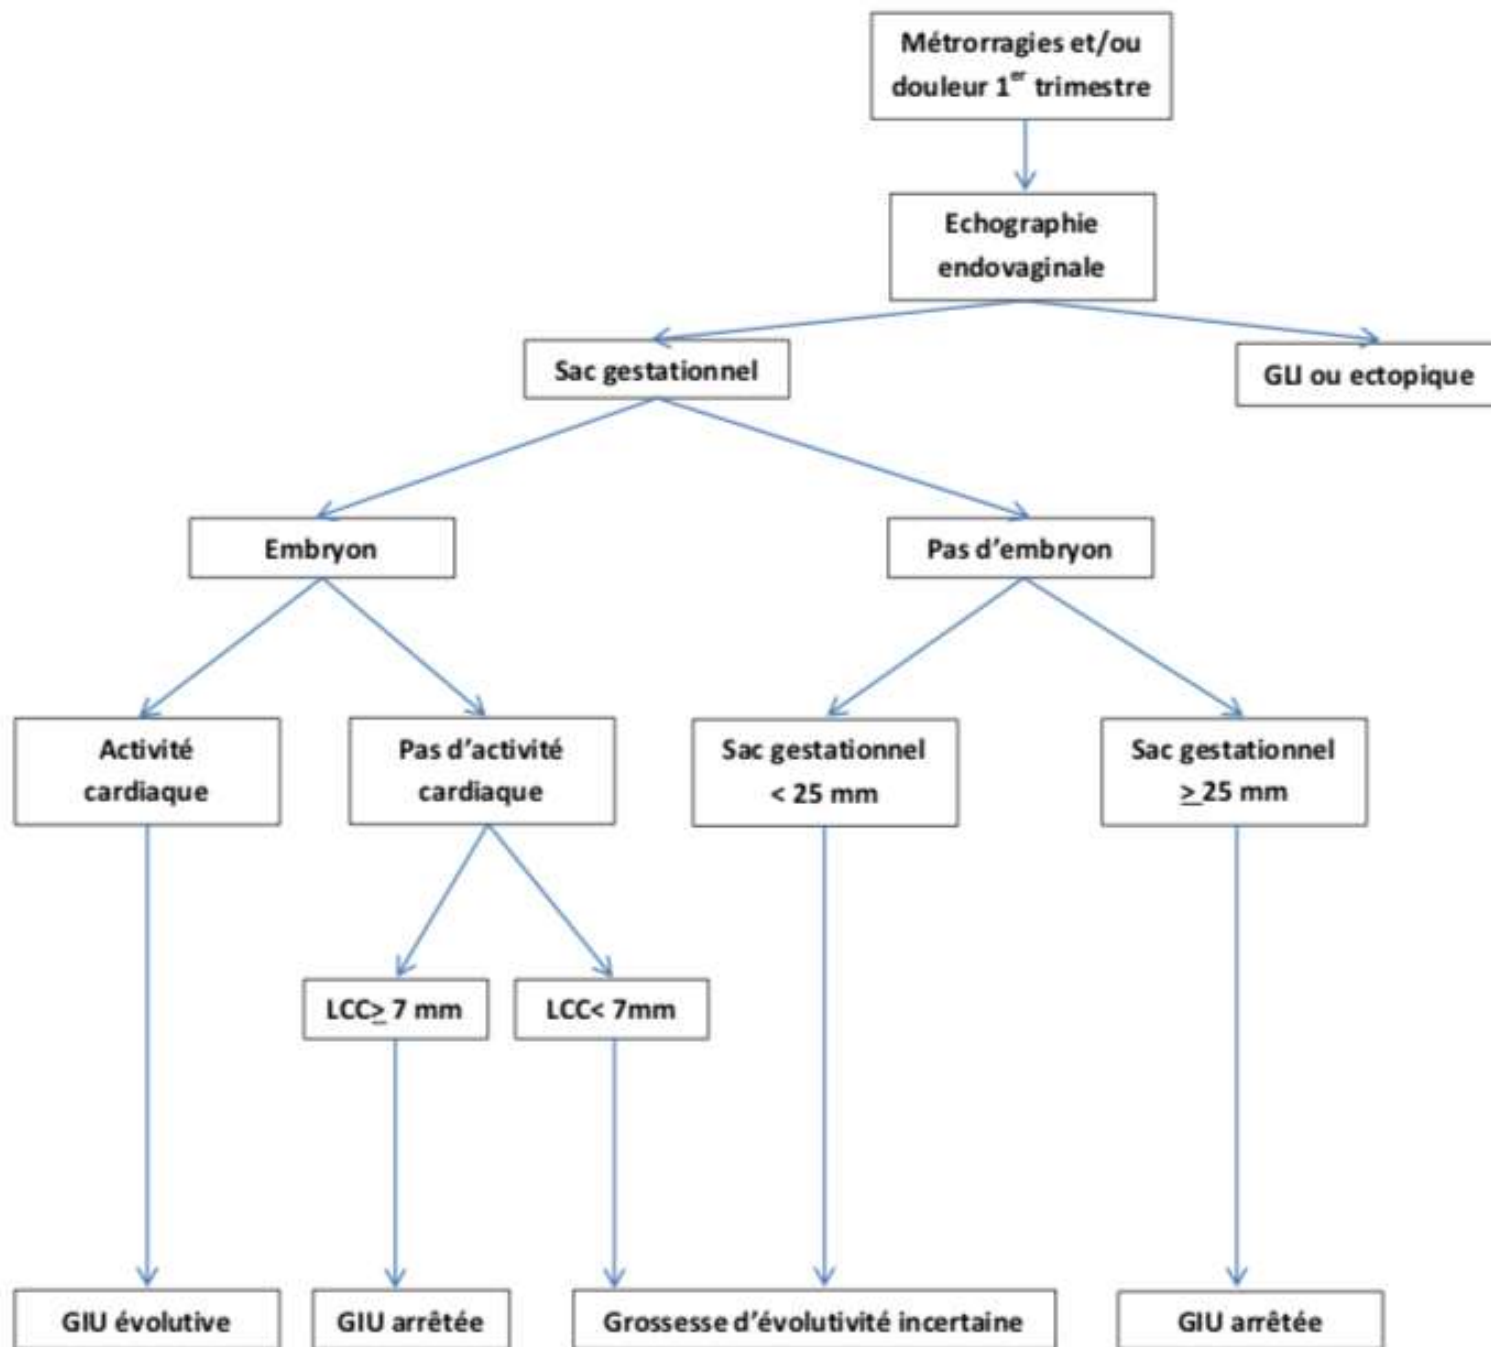 Métrorragies et/ou
douleur 1er trimestre
Echographie
endovaginale
Sac gestationnel
GLI ou ectopique
Embryon
Pas d'embryon
Activité
cardiaque
Pas d'activité
cardiaque
Sac gestationnel
< 25 mm
Sac gestationnel
≥ 25 mm
LCC≥ 7 mm
LCC< 7mm
GIU évolutive
GIU arrêtée
Grossesse d'évolutivité incertaine
GIU arrêtée